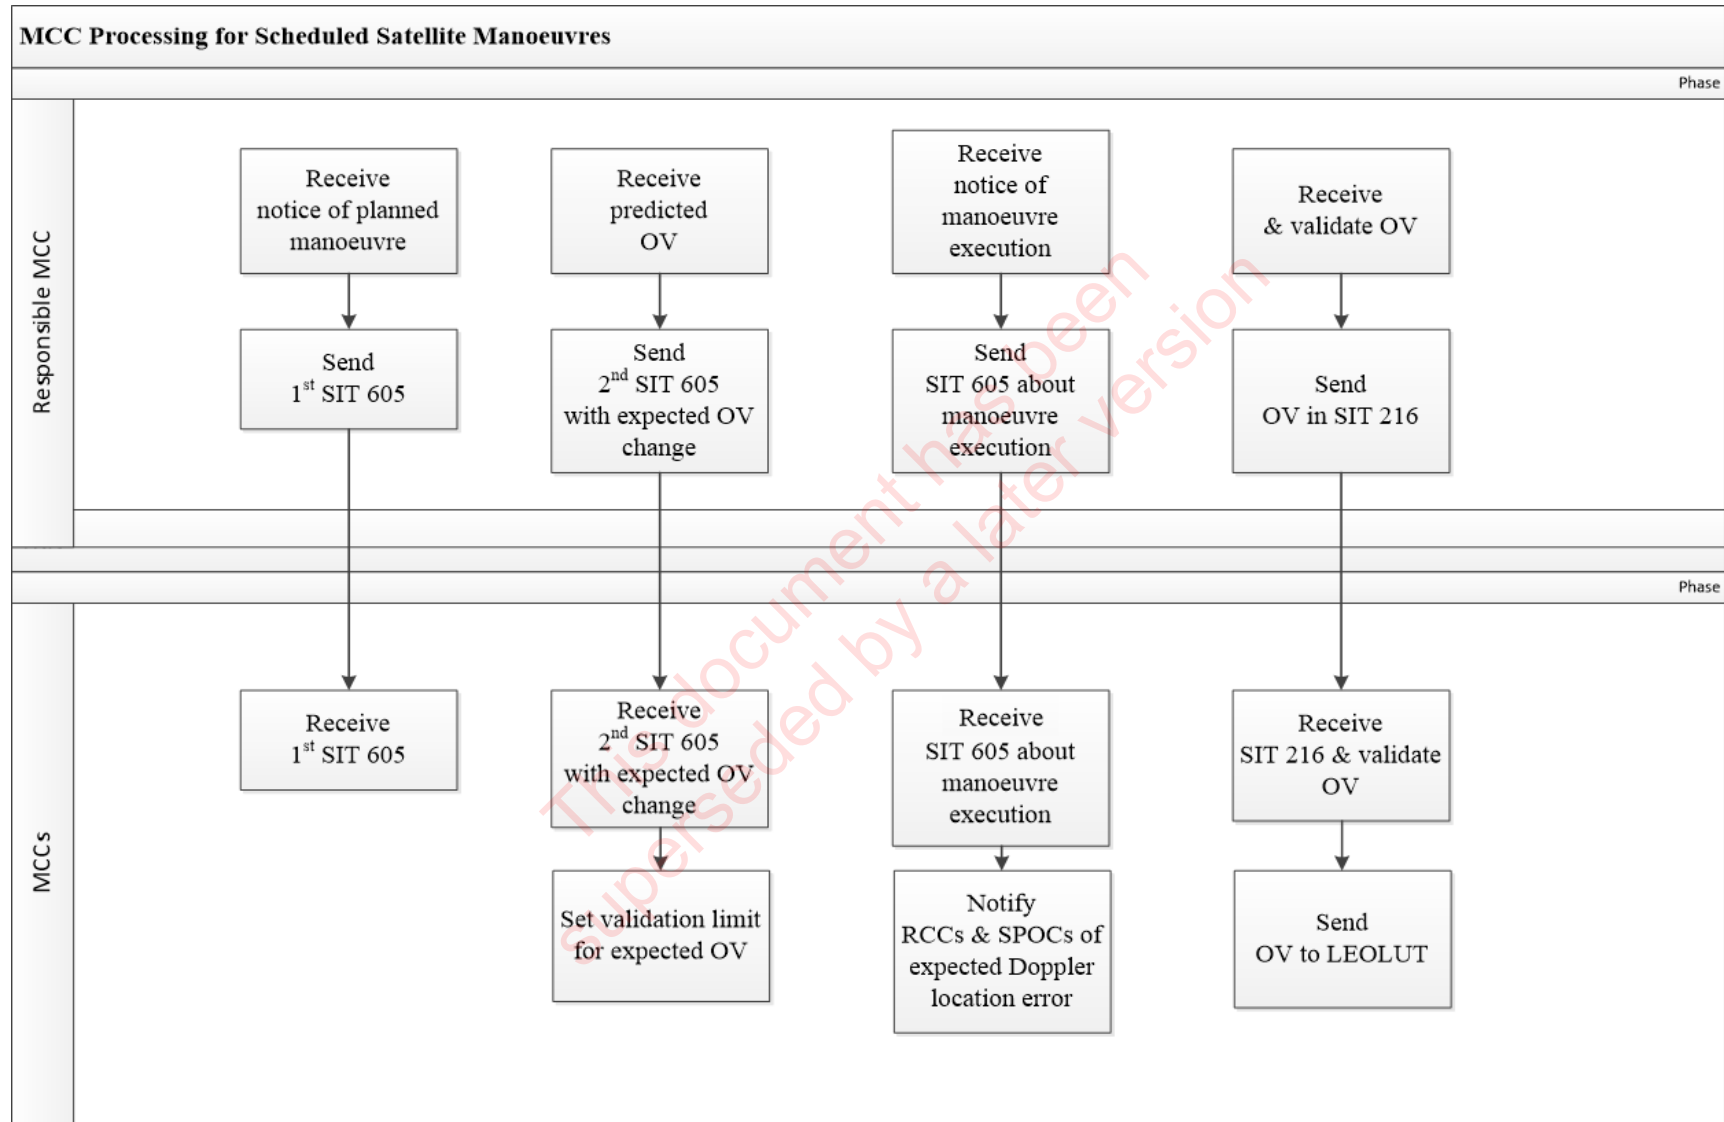 MCC Processing for Scheduled Satellite Manoeuvres
Phase
Responsible MCC
Receive
notice of planned
manoeuvre
Receive
predicted
OV
Receive
notice of
manoeuvre
execution
Receive
& validate OV
Send
1st SIT 605
Send
2nd SIT 605
with expected OV
change
Send
SIT 605 about
manoeuvre
execution
Send
OV in SIT 216
Phase
MCCs
Receive
1st SIT 605
Receive
2nd SIT 605
with expected OV
change
Receive
SIT 605 about
manoeuvre
execution
Receive
SIT 216 & validate
OV
Set validation limit
for expected OV
Notify
RCCs & SPOCs of
expected Doppler
location error
Send
OV to LEOLUT
This document has been
superseded by a later version